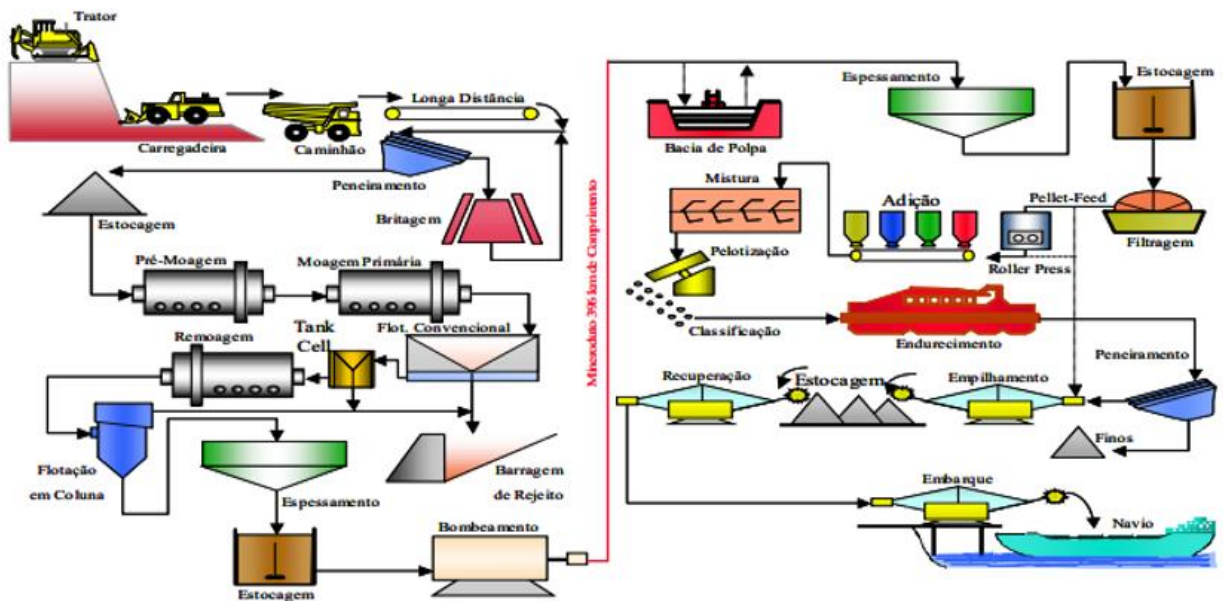 Trator
Longa Distância
Carregadeira
Caminhão
Peneiramento
Estocagem
Britagem
Pré-Moagem
Moagem Primária
Remoagem
Tank
Cell
Flot. Convencional
Flotação
em Coluna
Espessamento
Barragem
de Rejeito
Estocagem
Bombeamento
Mineroduto 396 km de Comprimento
Bacia de Polpa
Espessamento
Estocagem
Mistura
Adição
Pellet-Feed
Filtragem
Pelotização
Roller Press
Classificação
Endurecimento
Peneiramento
Recuperação
Estocagem
Empilhamento
Finos
Embarque
Navio